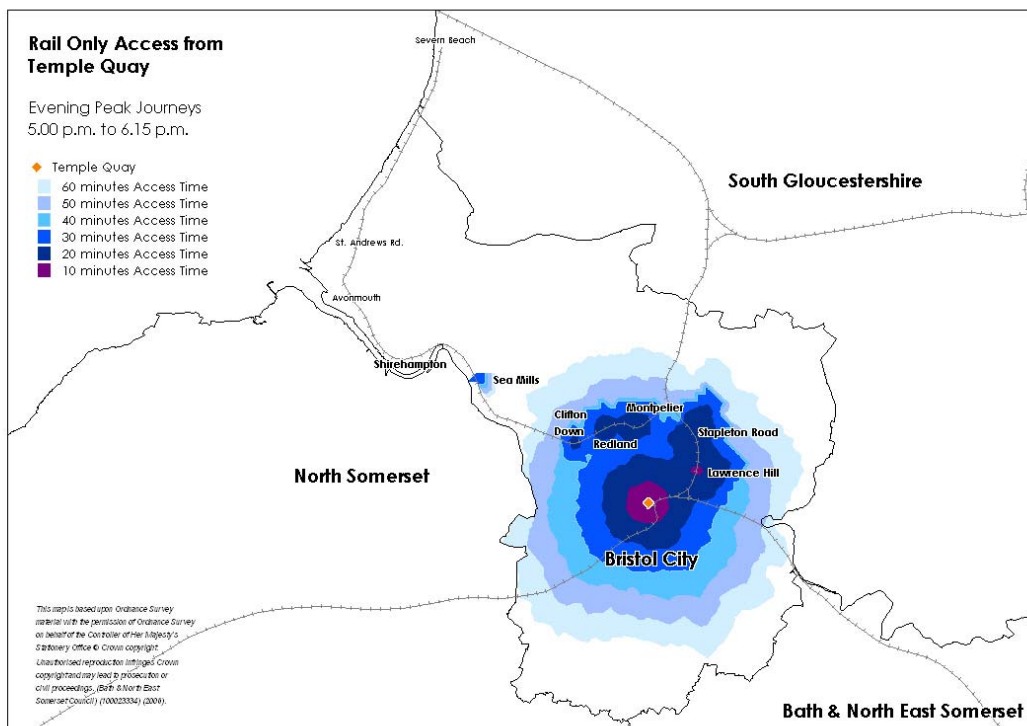 Rail Only Access from
Temple Quay
Evening Peak Journeys
5.00 p.m. to 6.15 p.m.
Temple Quay
60 minutes Access Time
50 minutes Access Time
40 minutes Access Time
30 minutes Access Time
20 minutes Access Time
10 minutes Access Time
Severn Beach
South Gloucestershire
St. Andrews Rd.
Avonmouth
Shirehampton
Sea Mills
Clifton
Down
Montpelier
Redland
Stapleton Road
Lawrence Hill
North Somerset
Bristol City
Bath & North East Somerset
This map is based upon Ordnance Survey
material with the permission of Ordnance Survey
on behalf of the Controller of Her Majesty's
Stationery Office © Crown copyright.
Unauthorised reproduction infringes Crown
copyright and may lead to prosecution or
civil proceedings. (Bath & North East
Somerset Council) (100023334) (2006).